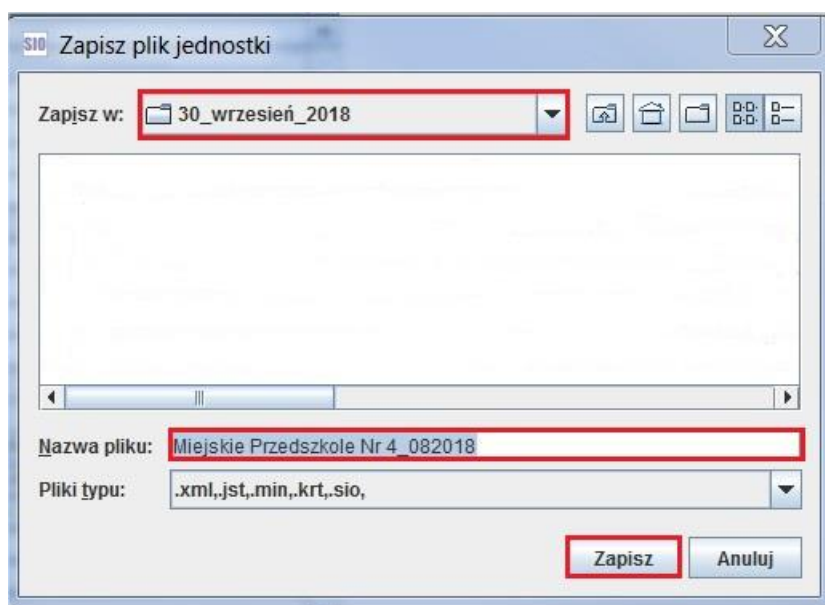 SIO Zapisz plik jednostki
Zapisz w: 30_wrzesień_2018
Nazwa pliku: Miejskie Przedszkole Nr 4_082018
Pliki typu: .xml,.jst,.min,.krt,.sio,
Zapisz Anuluj